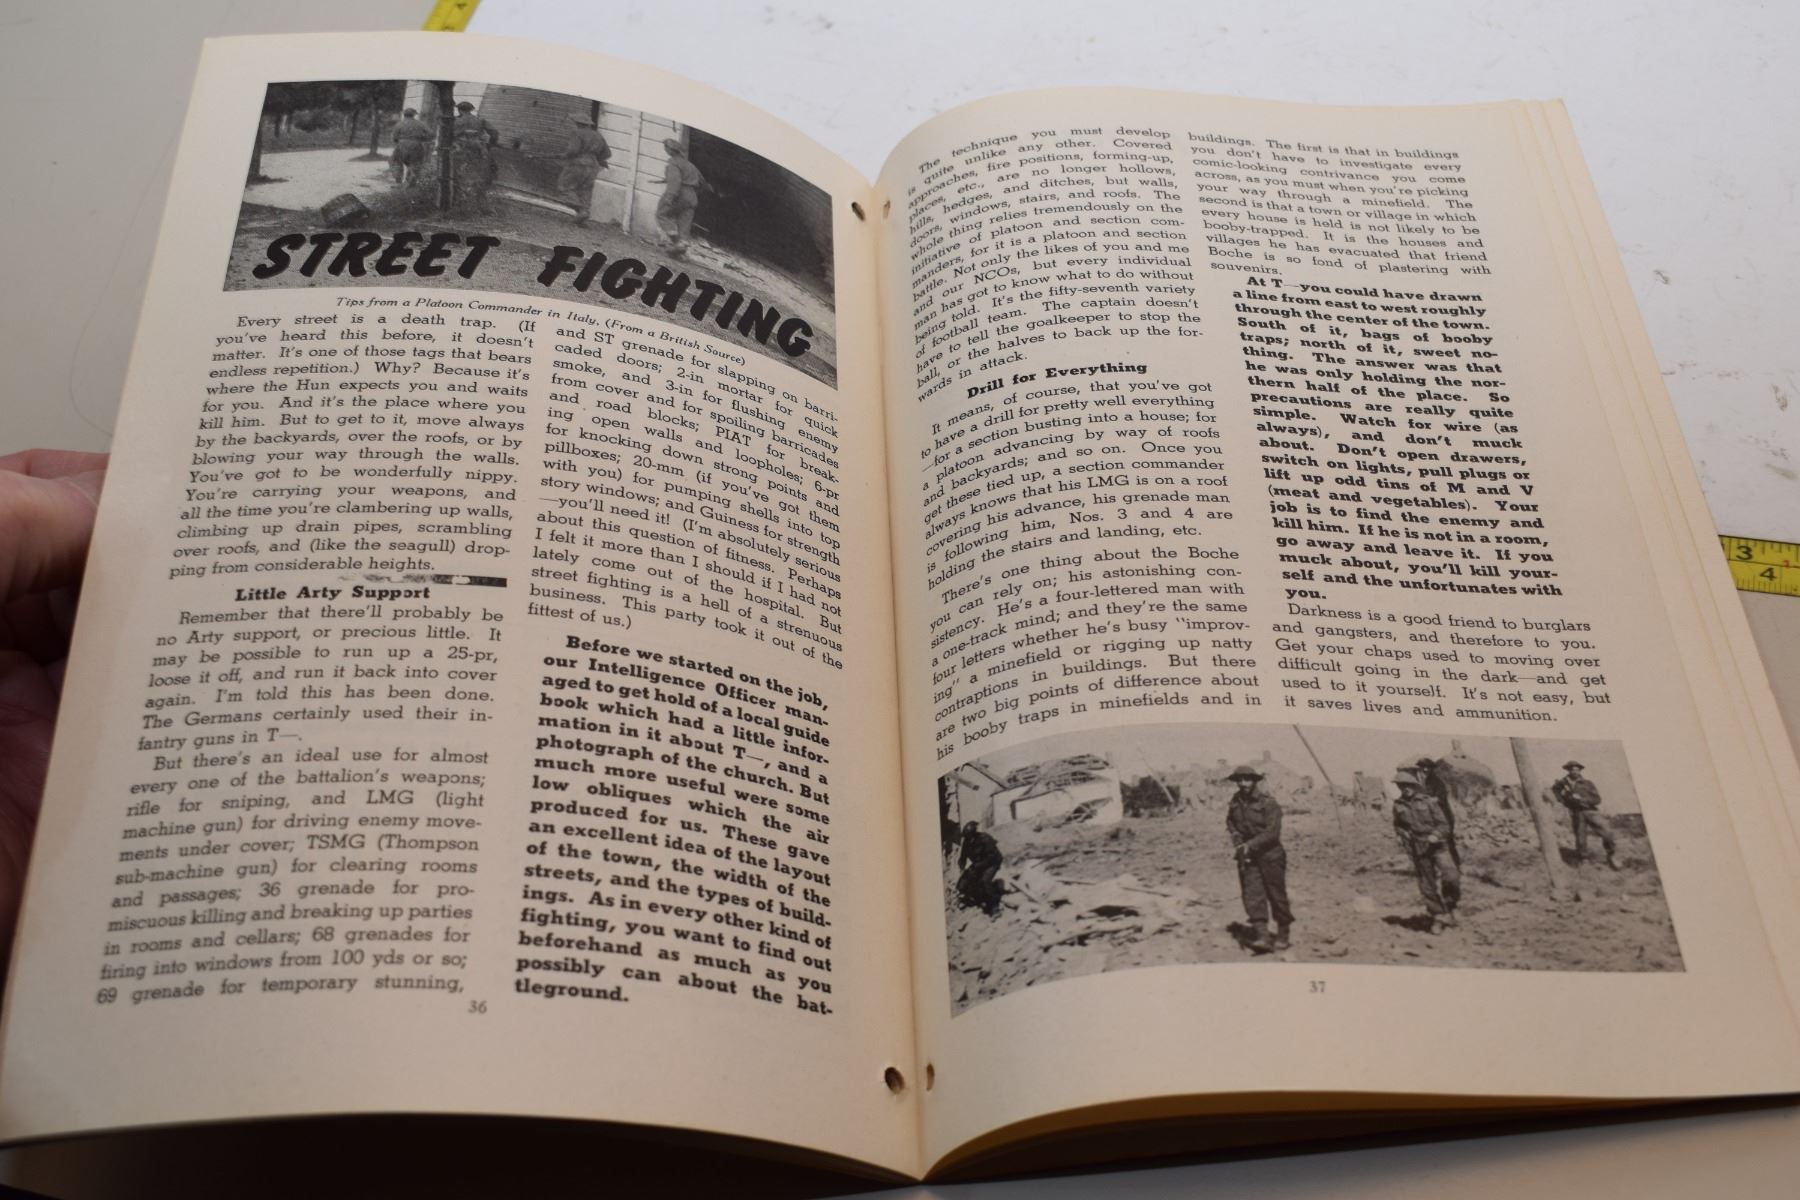 STREET FIGHTING
Tips from a Platoon Commander in Italy. (From a British Source)
Every street is a death trap. (If
you've heard this before, it doesn't
matter. It's one of those tags that bears
endless repetition.) Why? Because it's
where the Hun expects you and waits
for you. And it's the place where you
kill him. But to get to it, move always
by the backyards, over the roofs, or by
blowing your way through the walls.
You've got to be wonderfully nippy.
You're carrying your weapons, and
all the time you're clambering up walls,
climbing up drain pipes, scrambling
over roofs, and (like the seagull) drop-
ping from considerable heights.
Little Arty Support
Remember that there'll probably be
no Arty support, or precious little. It
may be possible to run up a 25-pr,
loose it off, and run it back into cover
again. I'm told this has been done.
The Germans certainly used their in-
fantry guns in T—.
But there's an ideal use for almost
every one of the battalion's weapons;
rifle for sniping, and LMG (light
machine gun) for driving enemy move-
ments under cover; TSMG (Thompson
sub-machine gun) for clearing rooms
and passages; 36 grenade for pro-
miscuous killing and breaking up parties
in rooms and cellars; 68 grenades for
firing into windows from 100 yds or so;
69 grenade for temporary stunning,
and ST grenade for slapping on barri-
caded doors; 2-in mortar for quick
smoke, and 3-in for flushing enemy
from cover and for spoiling barricades
and road blocks; PIAT for break-
ing open walls and loopholes; 6-pr
for knocking down strong points and
pillboxes; 20-mm (if you've got them
with you) for pumping shells into top
story windows; and Guiness for strength
—you'll need it! (I'm absolutely serious
about this question of fitness. Perhaps
I felt it more than I should if I had not
lately come out of the hospital. But
street fighting is a hell of a strenuous
business. This party took it out of the
fittest of us.)
Before we started on the job,
our Intelligence Officer man-
aged to get hold of a local guide
book which had a little infor-
mation in it about T—, and a
photograph of the church. But
much more useful were some
low obliques which the air
produced for us. These gave
an excellent idea of the layout
of the town, the width of the
streets, and the types of build-
ings. As in every other kind of
fighting, you want to find out
beforehand as much as you
possibly can about the bat-
tleground.
36
The technique you must develop
is quite unlike any other. Covered
approaches, fire positions, forming-up,
places, etc., are no longer hollows,
hills, hedges, and ditches, but walls,
doors, windows, stairs, and roofs. The
whole thing relies tremendously on the
initiative of platoon and section com-
manders, for it is a platoon and section
battle. Not only the likes of you and me
and our NCOs, but every individual
man has got to know what to do without
being told. It's the fifty-seventh variety
of football team. The captain doesn't
have to tell the goalkeeper to stop the
ball, or the halves to back up the for-
wards in attack.
Drill for Everything
It means, of course, that you've got
to have a drill for pretty well everything
—for a section busting into a house; for
a platoon advancing by way of roofs
and backyards; and so on. Once you
get these tied up, a section commander
always knows that his LMG is on a roof
covering his advance, his grenade man
is following him, Nos. 3 and 4 are
holding the stairs and landing, etc.
There's one thing about the Boche
you can rely on; his astonishing con-
sistency. He's a four-lettered man with
a one-track mind; and they're the same
four letters whether he's busy "improv-
ing" a minefield or rigging up natty
contraptions in buildings. But there
are two big points of difference about
his booby traps in minefields and in
buildings. The first is that in buildings
you don't have to investigate every
comic-looking contrivance you come
across, as you must when you're picking
your way through a minefield. The
second is that a town or village in which
every house is held is not likely to be
booby-trapped. It is the houses and
villages he has evacuated that friend
Boche is so fond of plastering with
souvenirs.
At T—you could have drawn
a line from east to west roughly
through the center of the town.
South of it, bags of booby
traps; north of it, sweet no-
thing. The answer was that
he was only holding the nor-
thern half of the place. So
precautions are really quite
simple. Watch for wire (as
always), and don't muck
about. Don't open drawers,
switch on lights, pull plugs or
lift up odd tins of M and V
(meat and vegetables). Your
job is to find the enemy and
kill him. If he is not in a room,
go away and leave it. If you
muck about, you'll kill your-
self and the unfortunates with
you.
Darkness is a good friend to burglars
and gangsters, and therefore to you.
Get your chaps used to moving over
difficult going in the dark—and get
used to it yourself. It's not easy, but
it saves lives and ammunition.
37
3
4